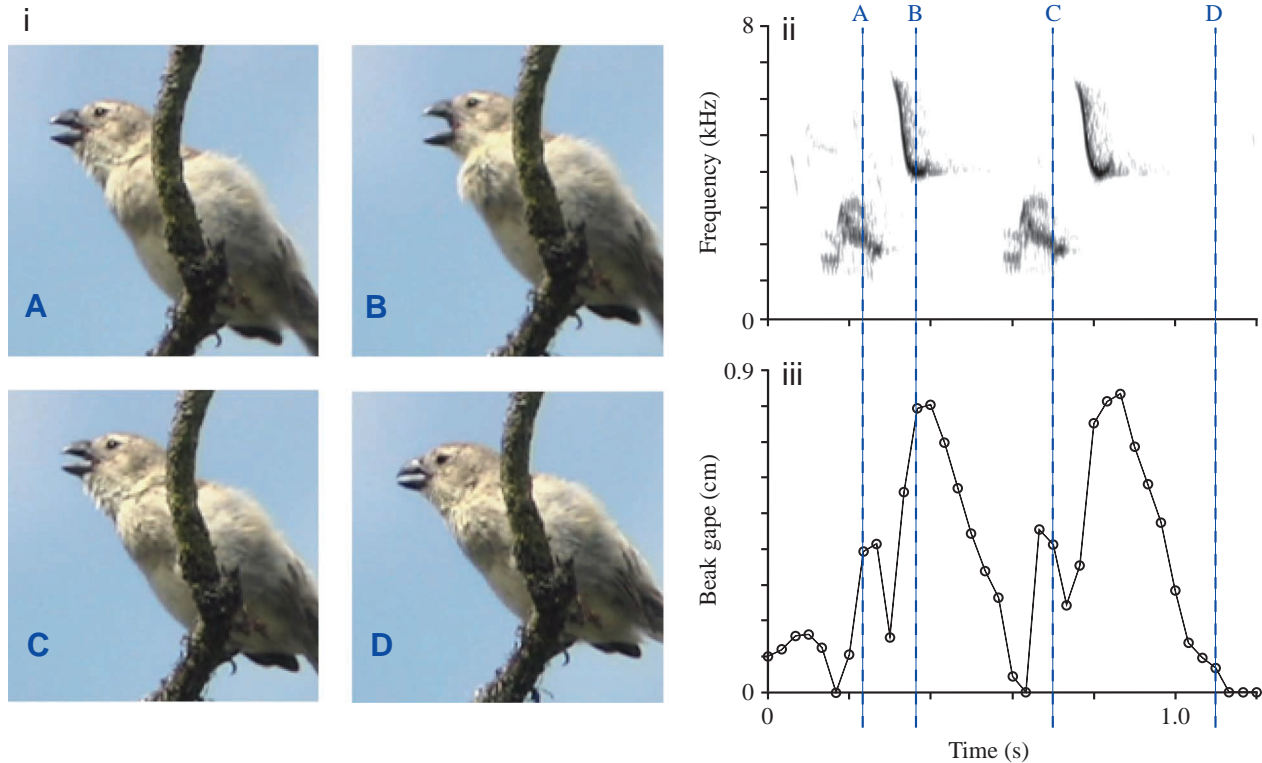 i
A
B
C
D
A B C D
ii
8
Frequency (kHz)
0
iii
0.9
Beak gape (cm)
0
0 1.0
Time (s)